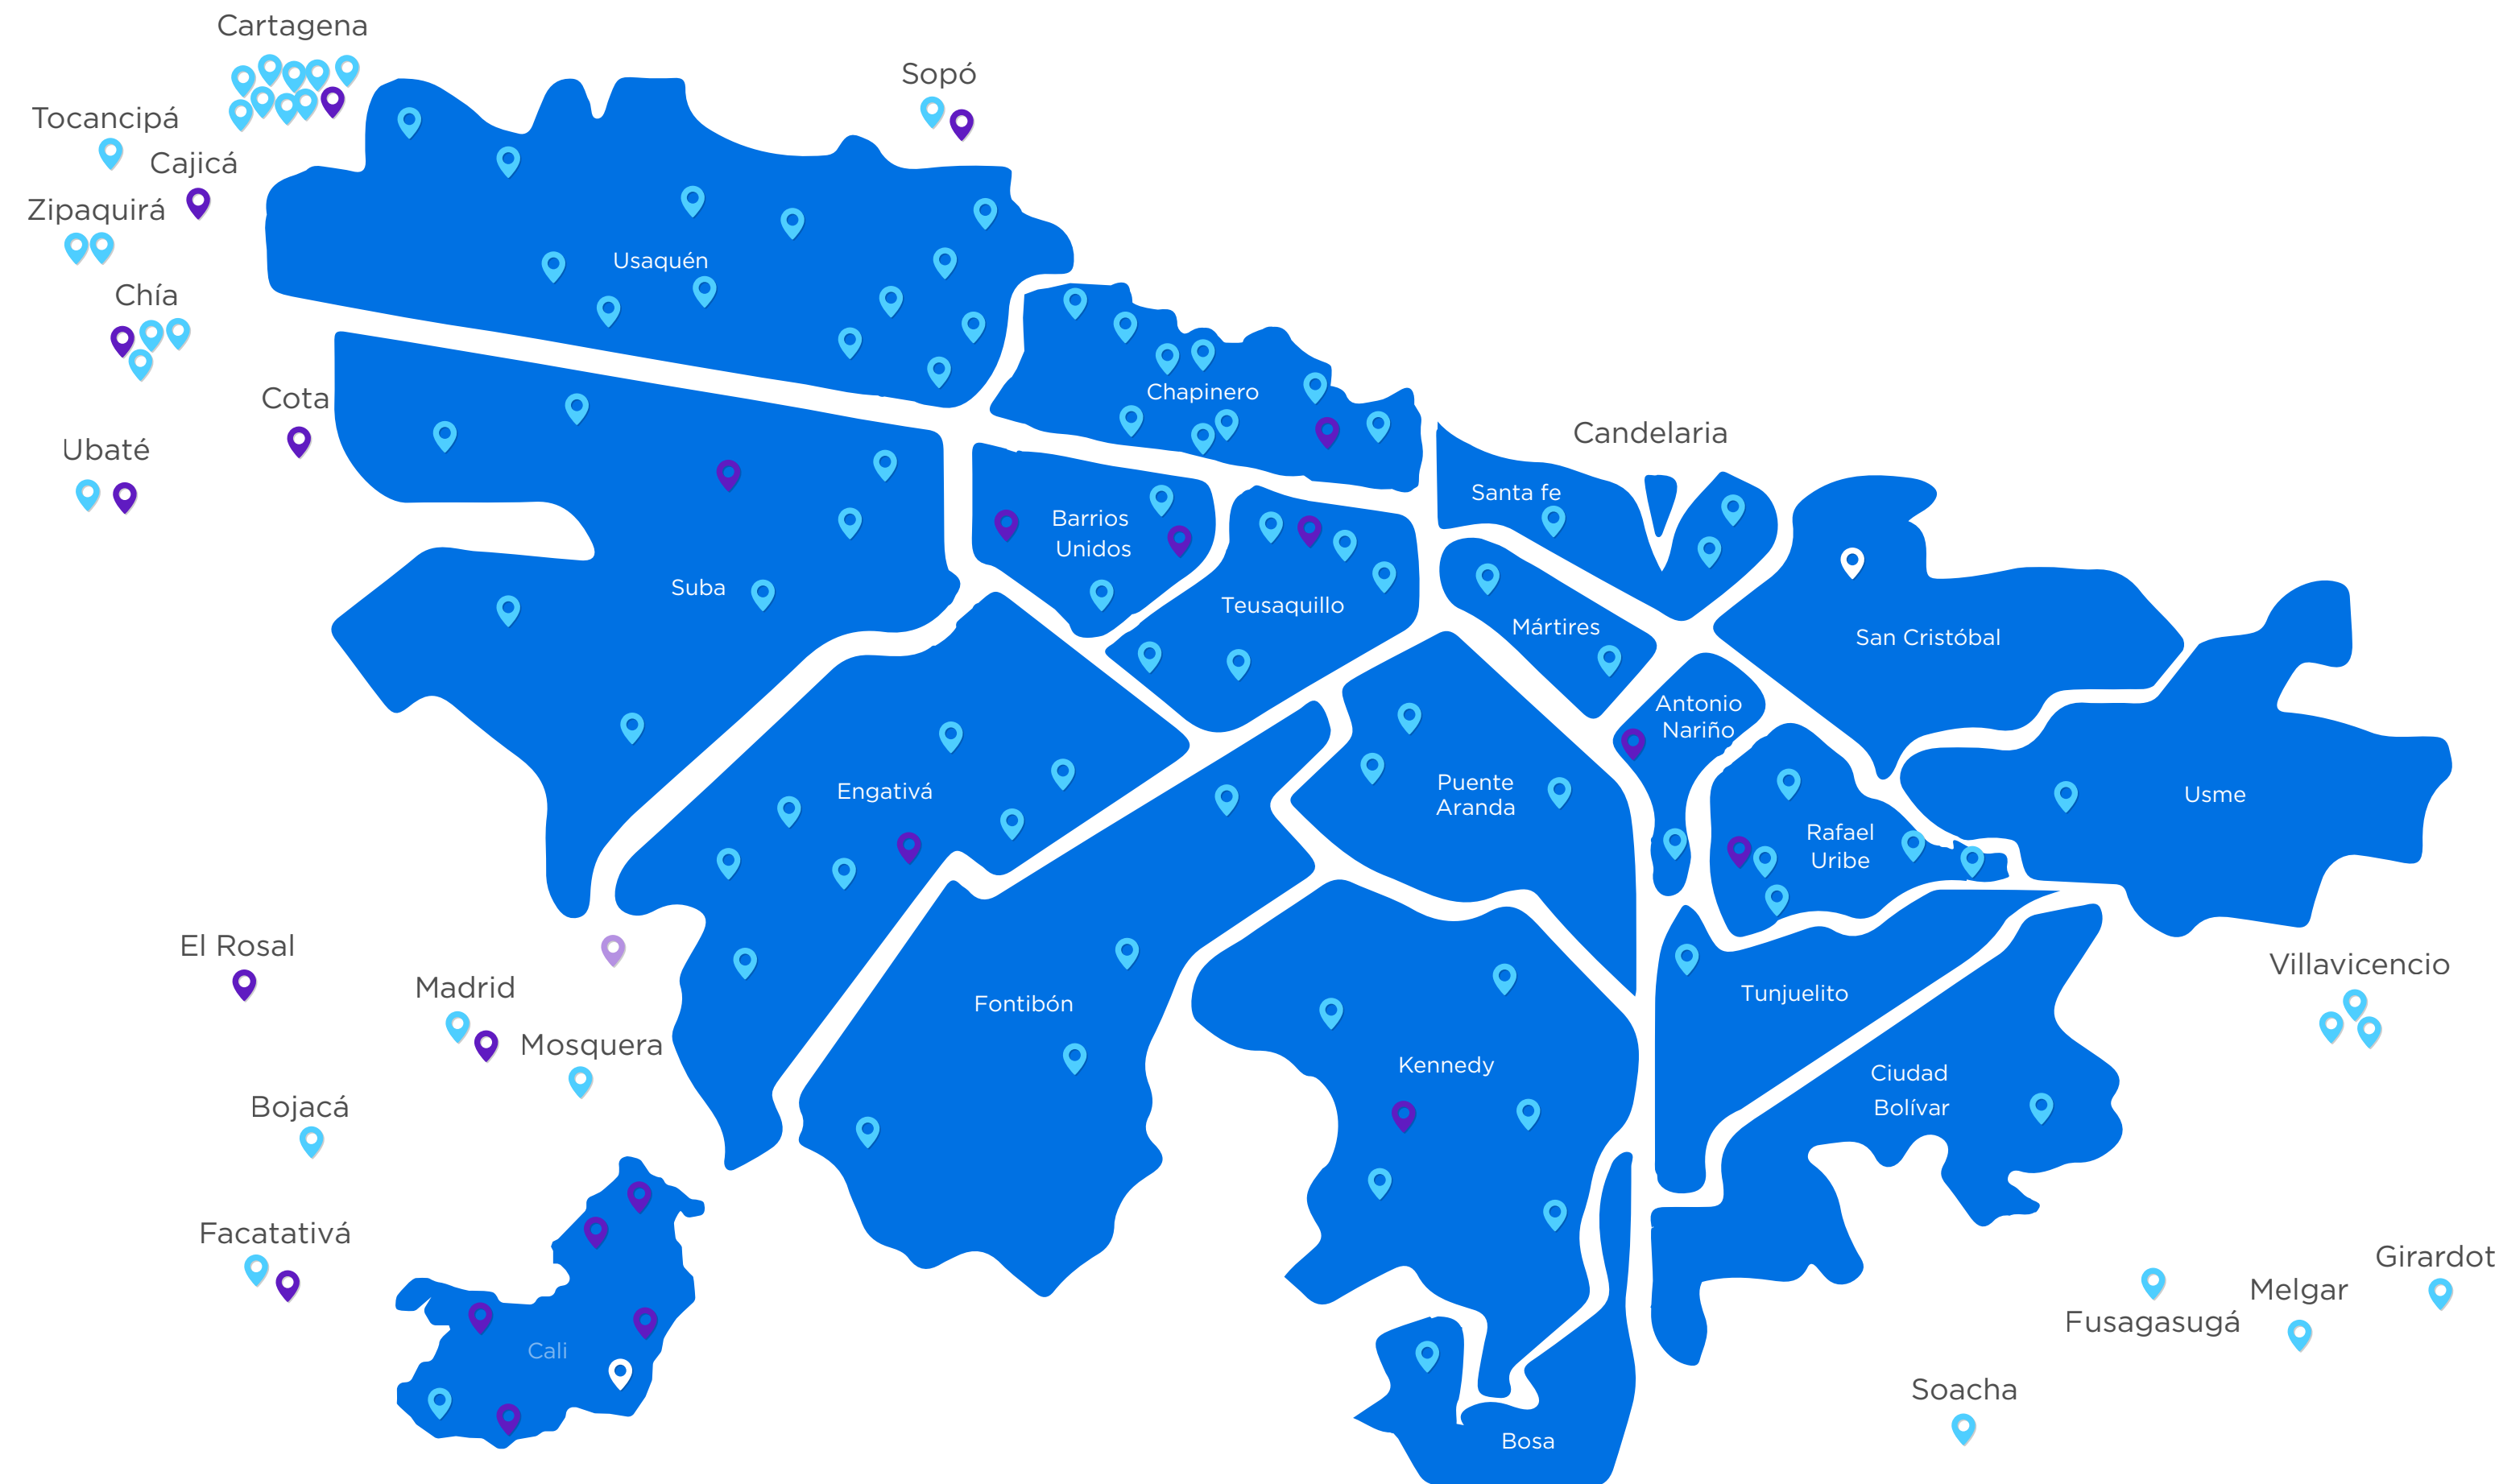 Cartagena
Sopó
Tocancipá
Cajicá
Zipaquirá
Usaquén
Chía
Chapinero
Cota
Candelaria
Ubaté
Santa fe
Barrios
Unidos
Suba
Teusaquillo
Mártires
San Cristóbal
Antonio
Nariño
Engativá
Puente
Aranda
Usme
Rafael
Uribe
El Rosal
Villavicencio
Madrid
Fontibón
Tunjuelito
Mosquera
Kennedy
Ciudad
Bolívar
Bojacá
Facatativá
Girardot
Melgar
Fusagasugá
Cali
Soacha
Bosa